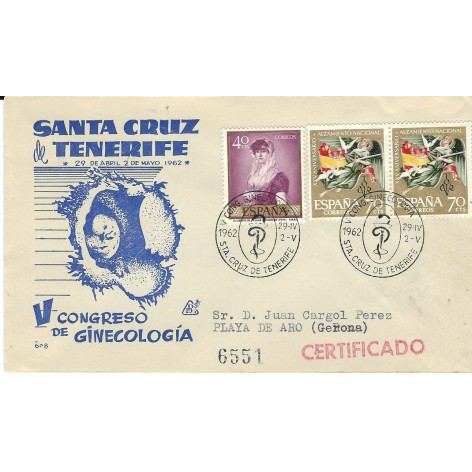 SANTA CRUZ
de TENERIFE
* 29 DE ABRIL 2 DE MAYO 1962 *
V CONGRESO
DE GINECOLOGÍA
40
CTS
CORREOS
ESPAÑA
ALZAMIENTO NACIONAL
ESPAÑA
CORREOS
ALZAMIENTO NACIONAL
ESPAÑA
CORREOS
70
CTS
1962
29-IV
2-V
STA. CRUZ DE TENERIFE
1962
29-IV
2-V
STA. CRUZ DE TENERIFE
Sr. D. Juan Cargol Perez
PLAYA DE ARO (Gerona)
6551
CERTIFICADO